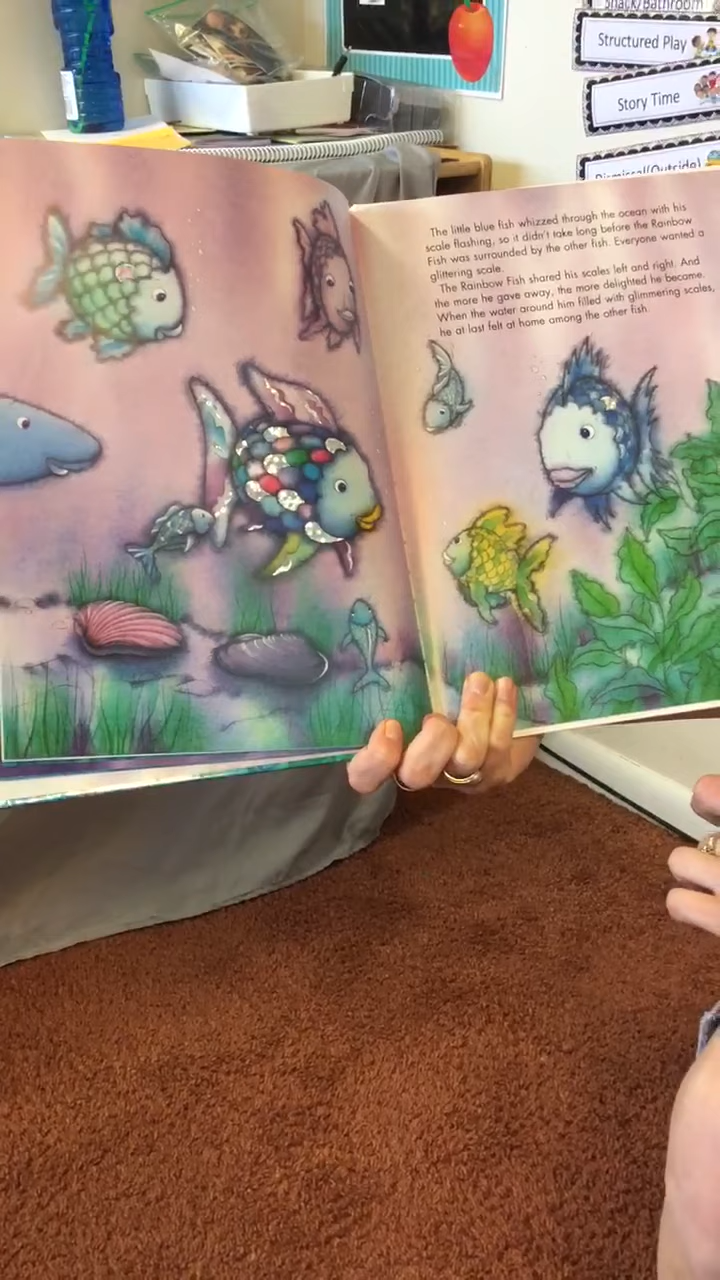 Snack/Bathroom
Structured Play
Story Time
Dismissal(Outside)
The little blue fish whizzed through the ocean with his
scale flashing, so it didn't take long before the Rainbow
Fish was surrounded by the other fish. Everyone wanted a
glittering scale.
The Rainbow Fish shared his scales left and right. And
the more he gave away, the more delighted he became.
When the water around him filled with glimmering scales,
he at last felt at home among the other fish.